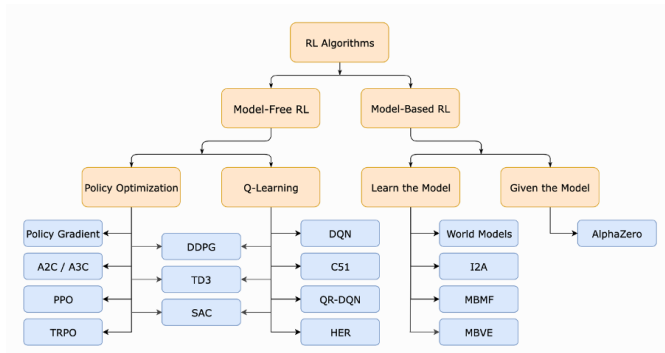 RL Algorithms
Model-Free RL
Model-Based RL
Policy Optimization
Q-Learning
Learn the Model
Given the Model
Policy Gradient
DDPG
DQN
World Models
AlphaZero
A2C / A3C
TD3
C51
I2A
PPO
SAC
QR-DQN
MBMF
TRPO
HER
MBVE